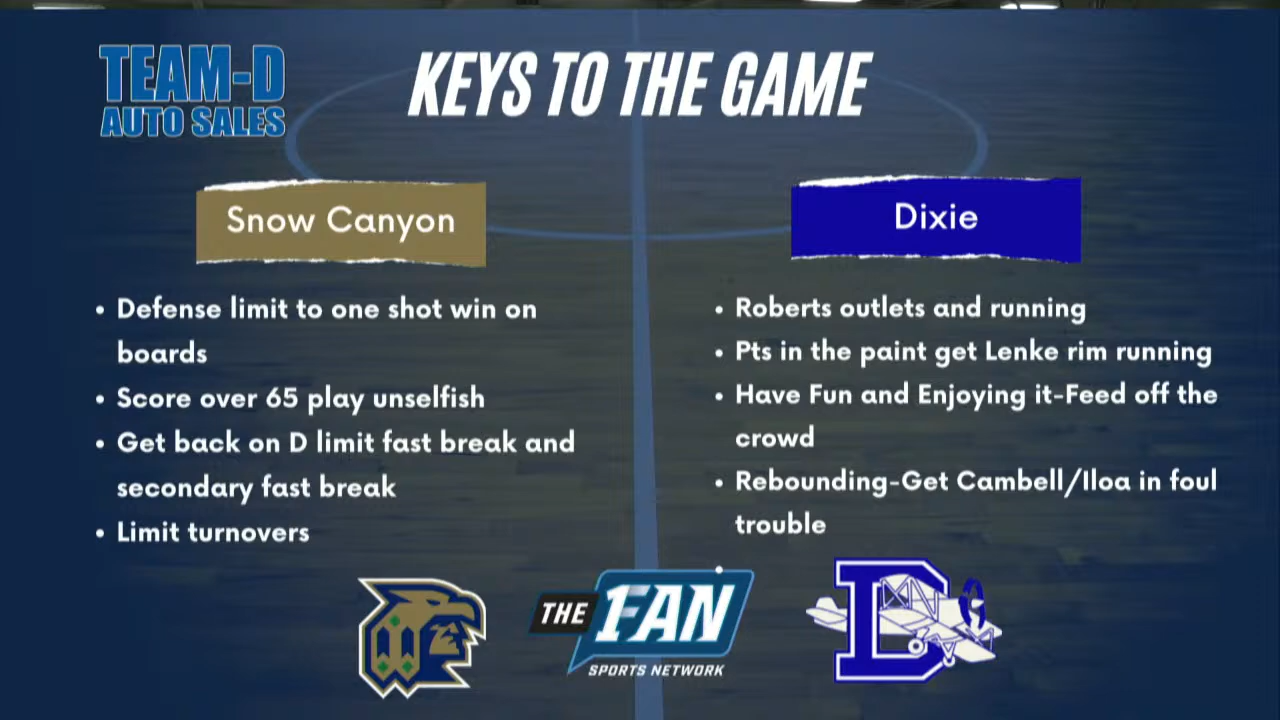 TEAM-D
AUTO SALES
KEYS TO THE GAME
Snow Canyon
• Defense limit to one shot win on
boards
• Score over 65 play unselfish
• Get back on D limit fast break and
secondary fast break
• Limit turnovers
Dixie
• Roberts outlets and running
• Pts in the paint get Lenke rim running
• Have Fun and Enjoying it-Feed off the
crowd
• Rebounding-Get Cambell/Iloa in foul
trouble
THE FAN
SPORTS NETWORK
D